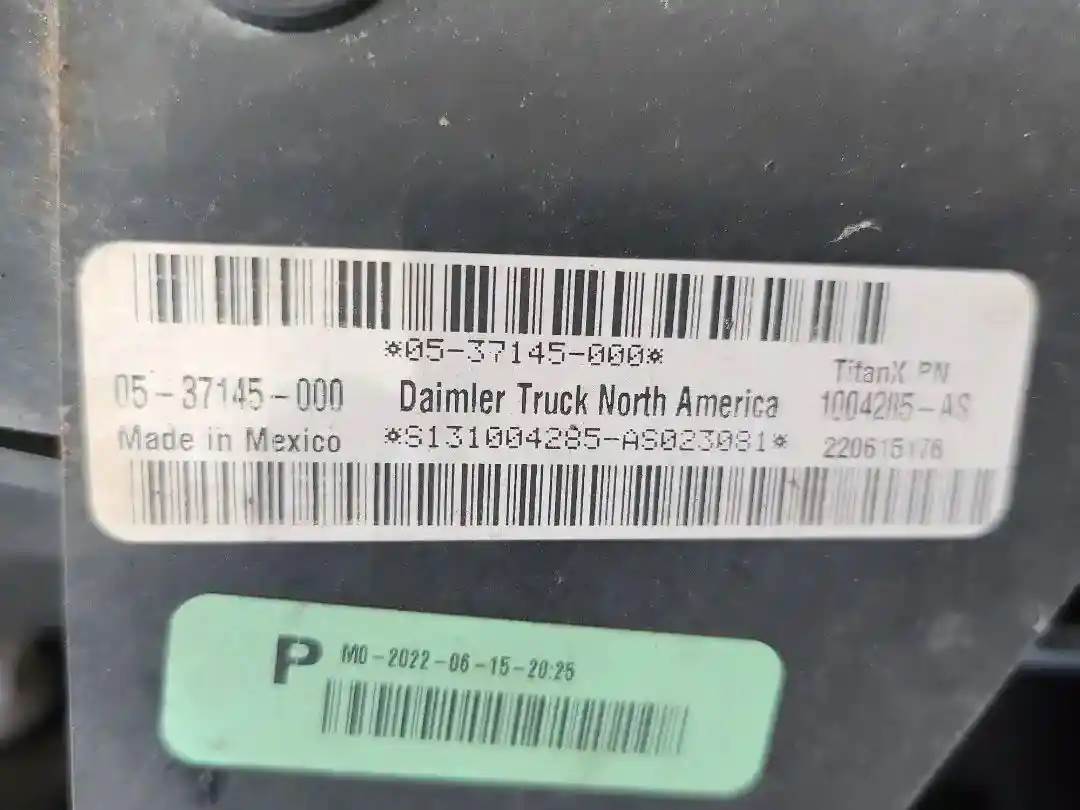 *05-37145-000*
05-37145-000 Daimler Truck North America TitanX PN 1004285-AS
Made in Mexico *S131004285-AS023081* 220615176
P M0-2022-06-15-20:25